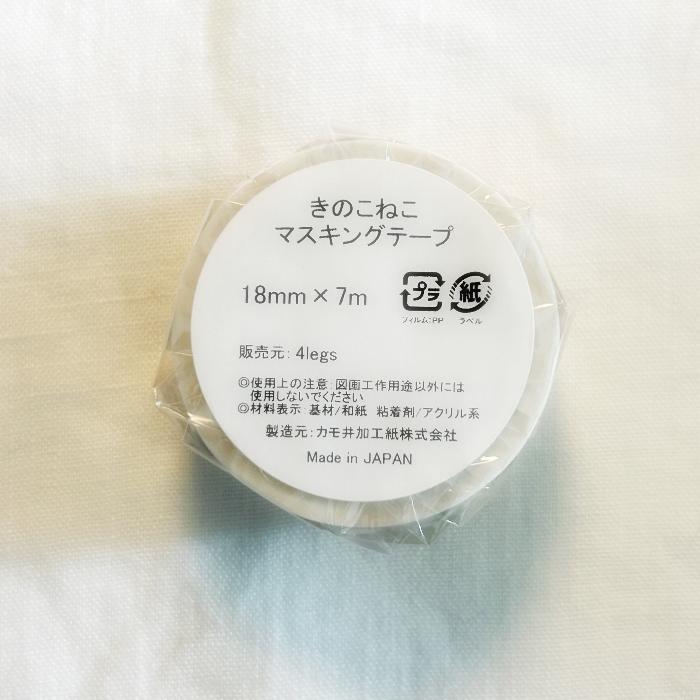 きのこねこ
マスキングテープ
18mm×7m
プラ 紙
フィルム:PP ラベル
販売元:4legs
◎使用上の注意:図画工作用途以外には
使用しないでください
◎材料表示:基材/和紙 粘着剤/アクリル系
製造元:カモ井加工紙株式会社
Made in JAPAN